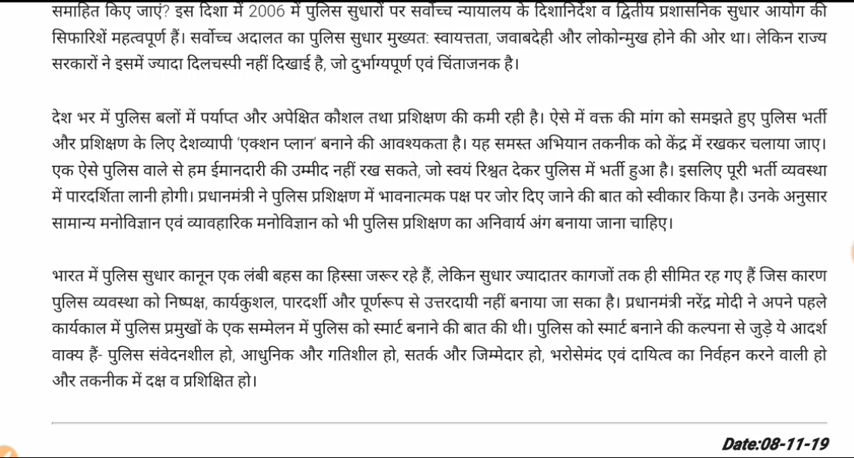 समाहित किए जाएं? इस दिशा में 2006 में पुलिस सुधारों पर सर्वोच्च न्यायालय के दिशानिर्देश व द्वितीय प्रशासनिक सुधार आयोग की
सिफारिशें महत्वपूर्ण हैं। सर्वोच्च अदालत का पुलिस सुधार मुख्यत: स्वायत्तता, जवाबदेही और लोकोन्मुख होने की ओर था। लेकिन राज्य
सरकारों ने इसमें ज्यादा दिलचस्पी नहीं दिखाई है, जो दुर्भाग्यपूर्ण एवं चिंताजनक है।
देश भर में पुलिस बलों में पर्याप्त और अपेक्षित कौशल तथा प्रशिक्षण की कमी रही है। ऐसे में वक्त की मांग को समझते हुए पुलिस भर्ती
और प्रशिक्षण के लिए देशव्यापी 'एक्शन प्लान' बनाने की आवश्यकता है। यह समस्त अभियान तकनीक को केंद्र में रखकर चलाया जाए।
एक ऐसे पुलिस वाले से हम ईमानदारी की उम्मीद नहीं रख सकते, जो स्वयं रिश्वत देकर पुलिस में भर्ती हुआ है। इसलिए पूरी भर्ती व्यवस्था
में पारदर्शिता लानी होगी। प्रधानमंत्री ने पुलिस प्रशिक्षण में भावनात्मक पक्ष पर जोर दिए जाने की बात को स्वीकार किया है। उनके अनुसार
सामान्य मनोविज्ञान एवं व्यावहारिक मनोविज्ञान को भी पुलिस प्रशिक्षण का अनिवार्य अंग बनाया जाना चाहिए।
भारत में पुलिस सुधार कानून एक लंबी बहस का हिस्सा जरूर रहे हैं, लेकिन सुधार ज्यादातर कागजों तक ही सीमित रह गए हैं जिस कारण
पुलिस व्यवस्था को निष्पक्ष, कार्यकुशल, पारदर्शी और पूर्णरूप से उत्तरदायी नहीं बनाया जा सका है। प्रधानमंत्री नरेंद्र मोदी ने अपने पहले
कार्यकाल में पुलिस प्रमुखों के एक सम्मेलन में पुलिस को स्मार्ट बनाने की बात की थी। पुलिस को स्मार्ट बनाने की कल्पना से जुड़े ये आदर्श
वाक्य हैं- पुलिस संवेदनशील हो, आधुनिक और गतिशील हो, सतर्क और जिम्मेदार हो, भरोसेमंद एवं दायित्व का निर्वहन करने वाली हो
और तकनीक में दक्ष व प्रशिक्षित हो।
Date:08-11-19